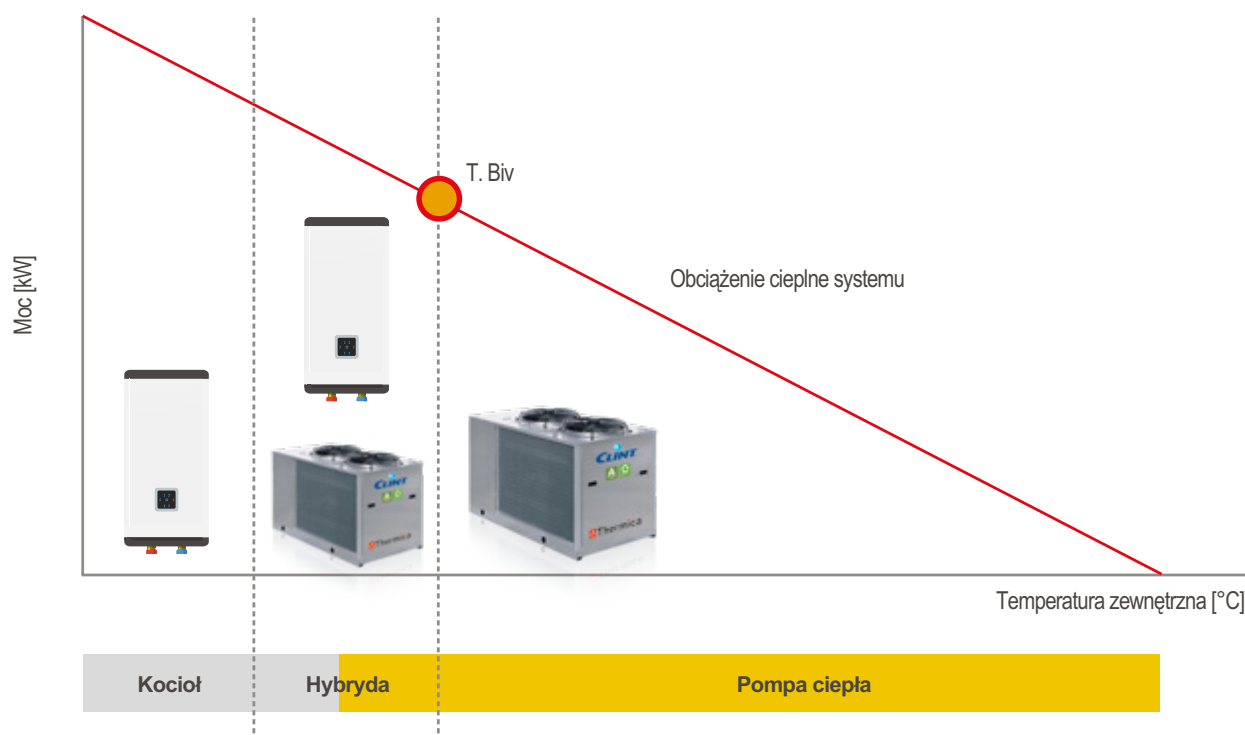 T. Biv
Moc [kW]
Obciążenie cieplne systemu
CLINT
A
Thermica
CLINT
A
Thermica
Temperatura zewnętrzna [°C]
Kocioł
Hybryda
Pompa ciepła